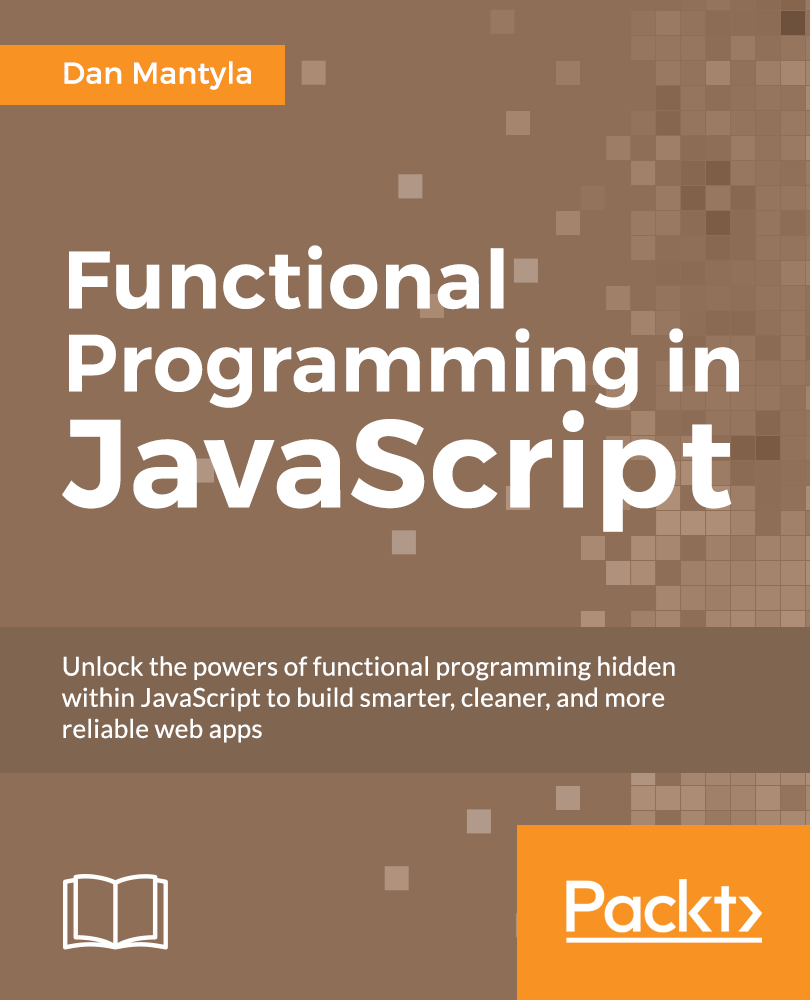 Dan Mantyla
Functional
Programming in
JavaScript
Unlock the powers of functional programming hidden
within JavaScript to build smarter, cleaner, and more
reliable web apps
Packt>